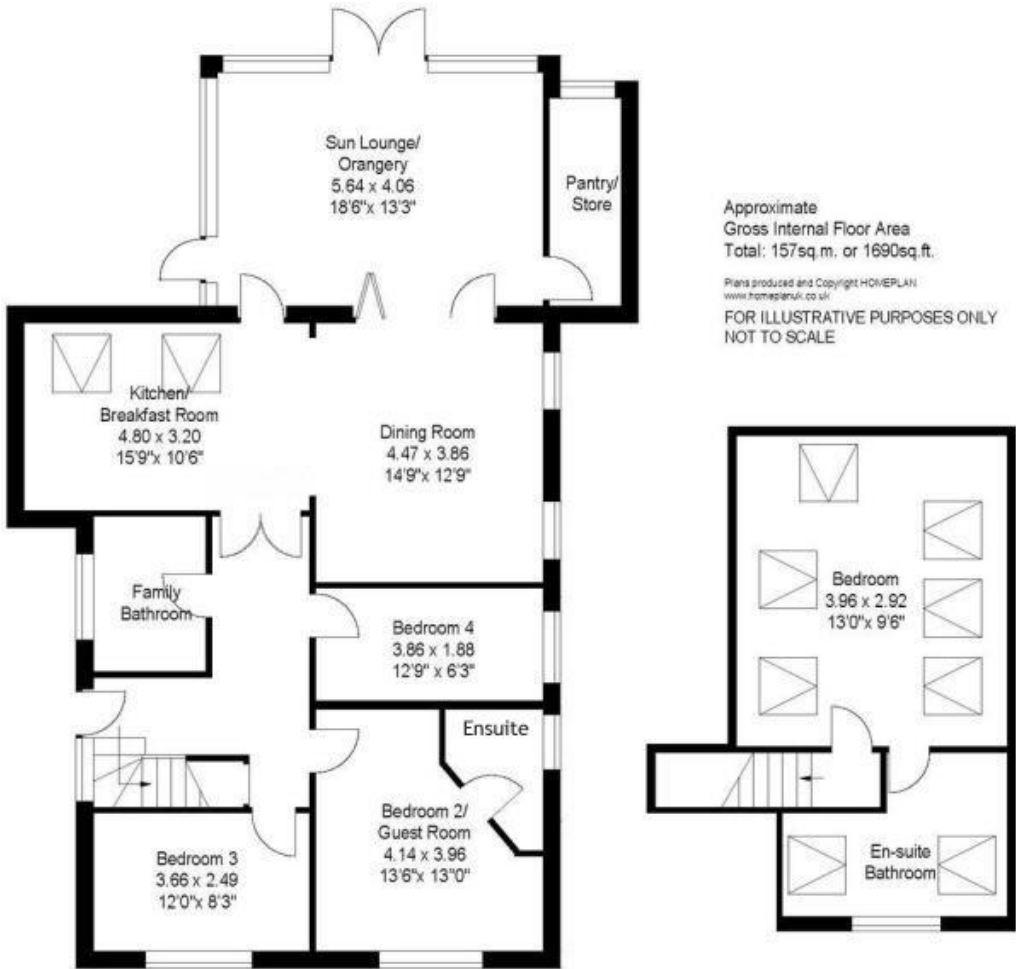 Sun Lounge/
Orangery
5.64 x 4.06
18'6"x 13'3"
Pantry/
Store
Approximate
Gross Internal Floor Area
Total: 157sq.m. or 1690sq.ft.
Plans produced and Copyright HOMEPLAN
www.homeplanuk.co.uk
FOR ILLUSTRATIVE PURPOSES ONLY
NOT TO SCALE
Kitchen/
Breakfast Room
4.80 x 3.20
15'9"x 10'6"
Dining Room
4.47 x 3.86
14'9" x 12'9"
Family
Bathroom
Bedroom 4
3.86 x 1.88
12'9" x 6'3"
Ensuite
Bedroom 2/
Guest Room
4.14 x 3.96
13'6"x 13'0"
Bedroom 3
3.66 x 2.49
12'0"x 8'3"
Bedroom
3.96 x 2.92
13'0" x 9'6"
En-suite
Bathroom